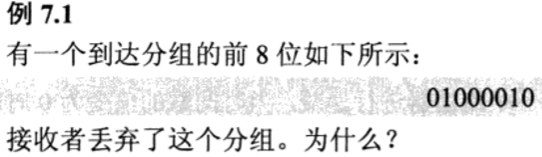 例 7.1
有一个到达分组的前 8 位如下所示：
01000010
接收者丢弃了这个分组。为什么？